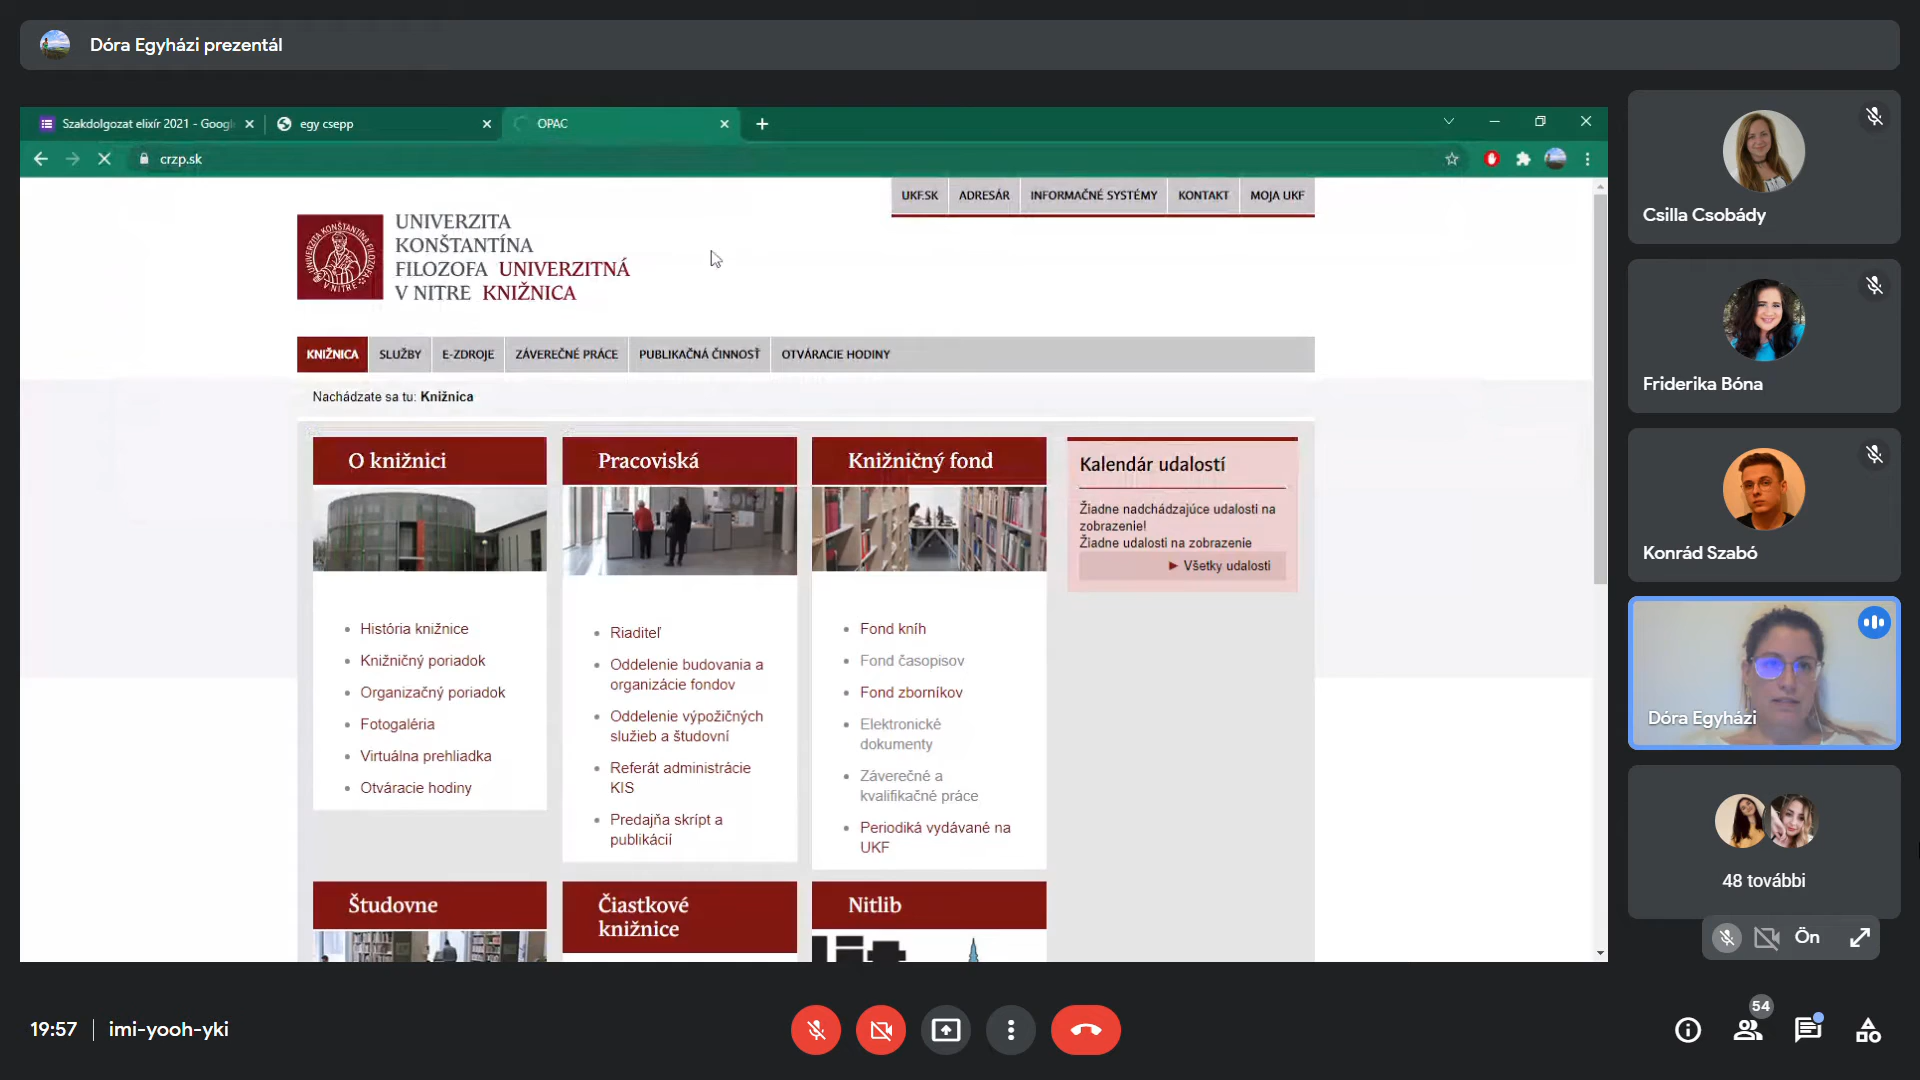 Dóra Egyházi prezentál
Szakdolgozat elixír 2021 - Googl
egy csepp
OPAC
crzp.sk
UKF.SK
ADRESÁR
INFORMAČNÉ SYSTÉMY
KONTAKT
MOJA UKF
UNIVERZITA
KONŠTANTÍNA
FILOZOFA UNIVERZITNÁ
V NITRE KNIŽNICA
KNIŽNICA
SLUŽBY
E-ZDROJE
ZÁVEREČNÉ PRÁCE
PUBLIKAČNÁ ČINNOSŤ
OTVÁRACIE HODINY
Nachádzate sa tu: Knižnica
O knižnici
História knižnice
Knižničný poriadok
Organizačný poriadok
Fotogaléria
Virtuálna prehliadka
Otváracie hodiny
Pracoviská
Riaditeľ
Oddelenie budovania a
organizácie fondov
Oddelenie výpožičných
služieb a študovní
Referát administrácie
KIS
Predajňa skrípt a
publikácií
Knižničný fond
Fond kníh
Fond časopisov
Fond zborníkov
Elektronické
dokumenty
Záverečné a
kvalifikačné práce
Periodiká vydávané na
UKF
Kalendár udalostí
Žiadne nadchádzajúce udalosti na
zobrazenie!
Žiadne udalosti na zobrazenie
Všetky udalosti
Študovne
Čiastkové
knižnice
Nitlib
Csilla Csobády
Friderika Bóna
Konrád Szabó
Dóra Egyházi
48 további
Ön
19:57
imi-yooh-yki
54